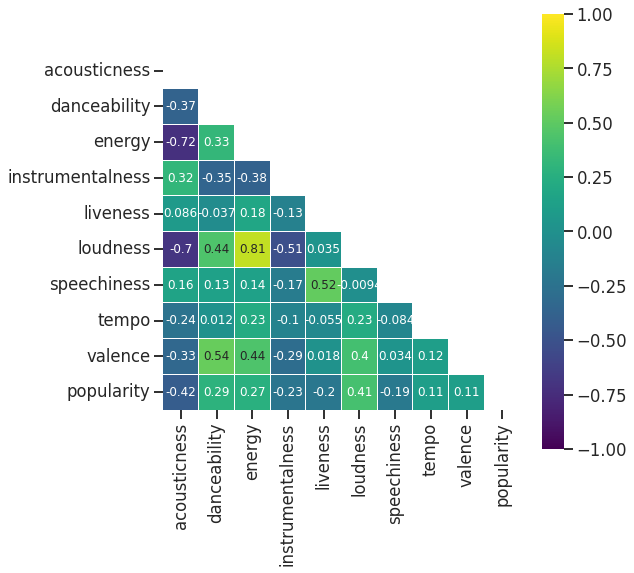 1.00
acousticness
0.75
danceability -0.37
energy -0.72 0.33
0.50
instrumentalness 0.32 -0.35 -0.38
0.25
liveness 0.086 -0.037 0.18 -0.13
0.00
loudness -0.7 0.44 0.81 -0.51 0.035
speechiness 0.16 0.13 0.14 -0.17 0.52 -0.0094
−0.25
tempo -0.24 0.012 0.23 -0.1 -0.055 0.23 -0.084
valence -0.33 0.54 0.44 -0.29 0.018 0.4 0.034 0.12
−0.50
popularity -0.42 0.29 0.27 -0.23 -0.2 0.41 -0.19 0.11 0.11
−0.75
−1.00
acousticness
danceability
energy
instrumentalness
liveness
loudness
speechiness
tempo
valence
popularity